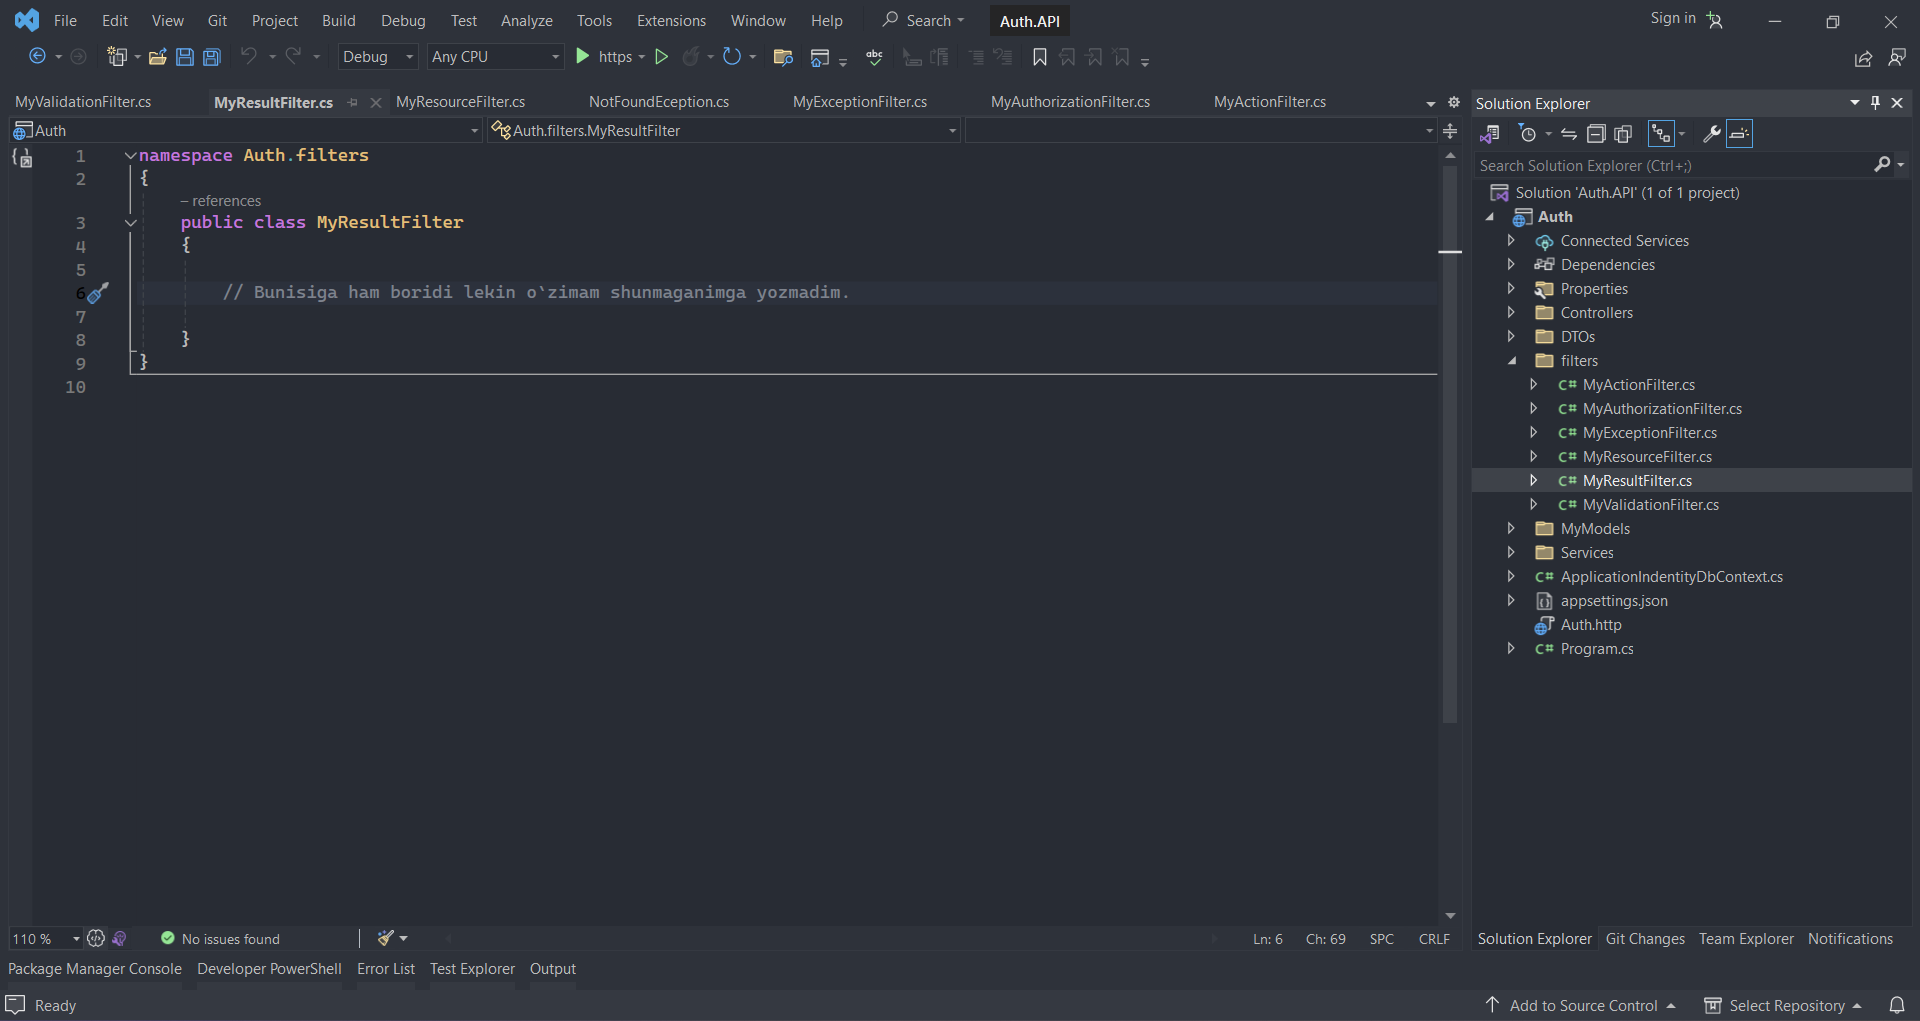 File Edit View Git Project Build Debug Test Analyze Tools Extensions Window Help Search Auth.API Sign in
Debug Any CPU https
MyValidationFilter.cs MyResultFilter.cs MyResourceFilter.cs NotFoundEception.cs MyExceptionFilter.cs MyAuthorizationFilter.cs MyActionFilter.cs
Auth Auth.filters.MyResultFilter
1 namespace Auth.filters
2 {
– references
3 public class MyResultFilter
4 {
5
6 // Bunisiga ham boridi lekin o‘zimam shunmaganimga yozmadim.
7
8 }
9 }
10
110 % No issues found Ln: 6 Ch: 69 SPC CRLF
Solution Explorer
Search Solution Explorer (Ctrl+;)
Solution 'Auth.API' (1 of 1 project)
Auth
Connected Services
Dependencies
Properties
Controllers
DTOs
filters
C# MyActionFilter.cs
C# MyAuthorizationFilter.cs
C# MyExceptionFilter.cs
C# MyResourceFilter.cs
C# MyResultFilter.cs
C# MyValidationFilter.cs
MyModels
Services
C# ApplicationIndentityDbContext.cs
appsettings.json
Auth.http
C# Program.cs
Solution Explorer Git Changes Team Explorer Notifications
Package Manager Console Developer PowerShell Error List Test Explorer Output
Ready Add to Source Control Select Repository